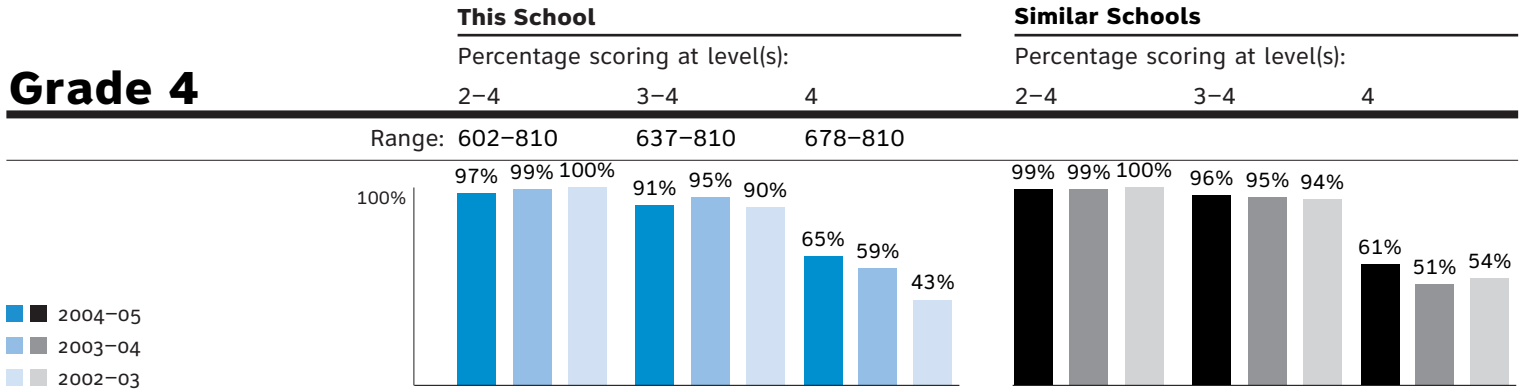 This School Similar Schools
Percentage scoring at level(s): Percentage scoring at level(s):
Grade 4 2–4 3–4 4 2–4 3–4 4
Range: 602–810 637–810 678–810
97% 99% 100% 91% 95% 90% 65% 59% 43% 99% 99% 100% 96% 95% 94% 61% 51% 54%
100%
2004–05
2003–04
2002–03